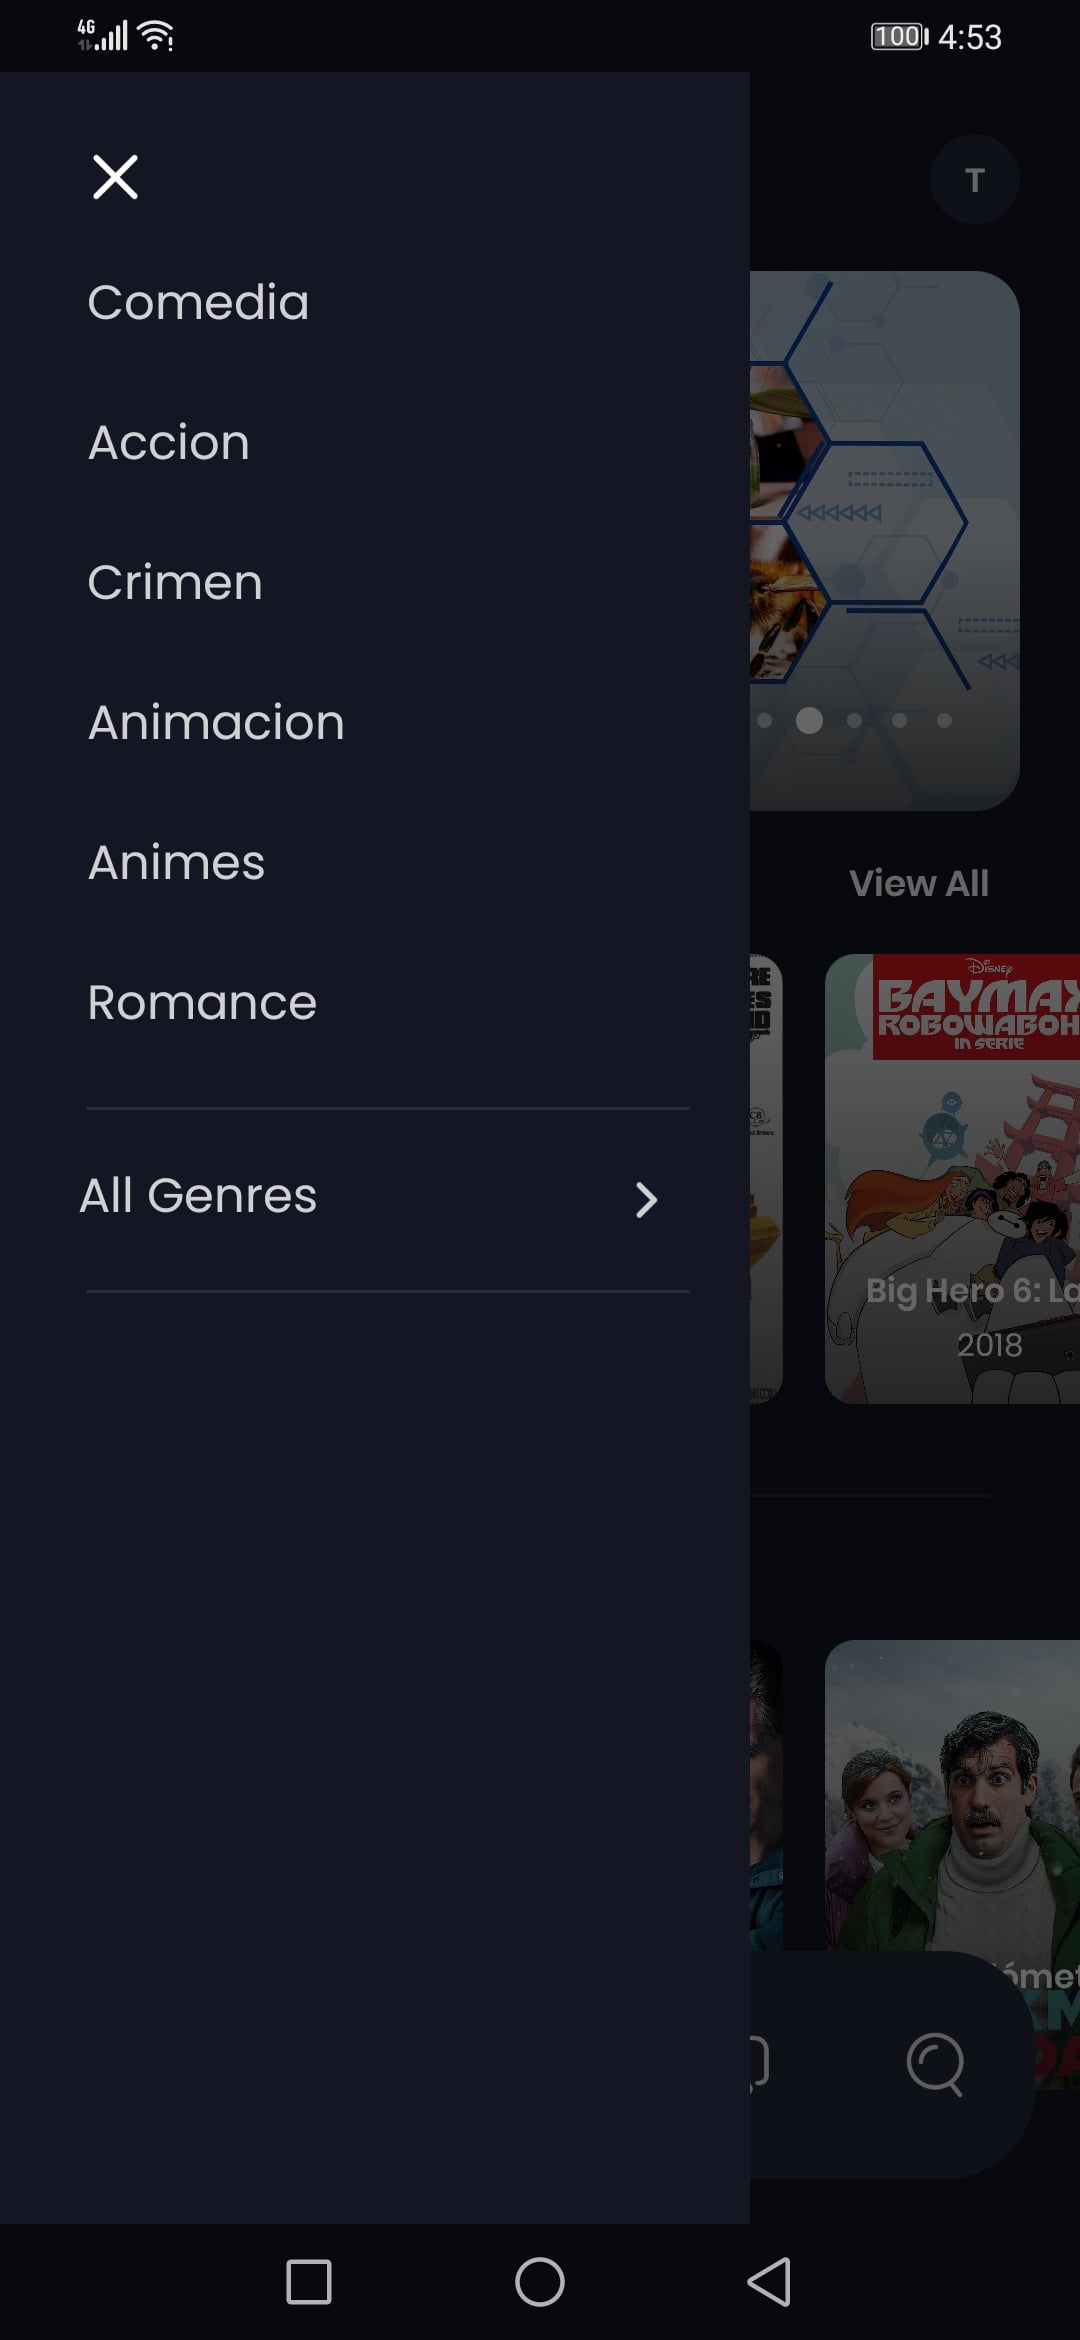 4G
100
4:53
T
Comedia
Accion
Crimen
Animacion
Animes
Romance
All Genres
View All
Disney
BAYMAX
ROBOWABOH
IN SERIE
Big Hero 6: La
2018